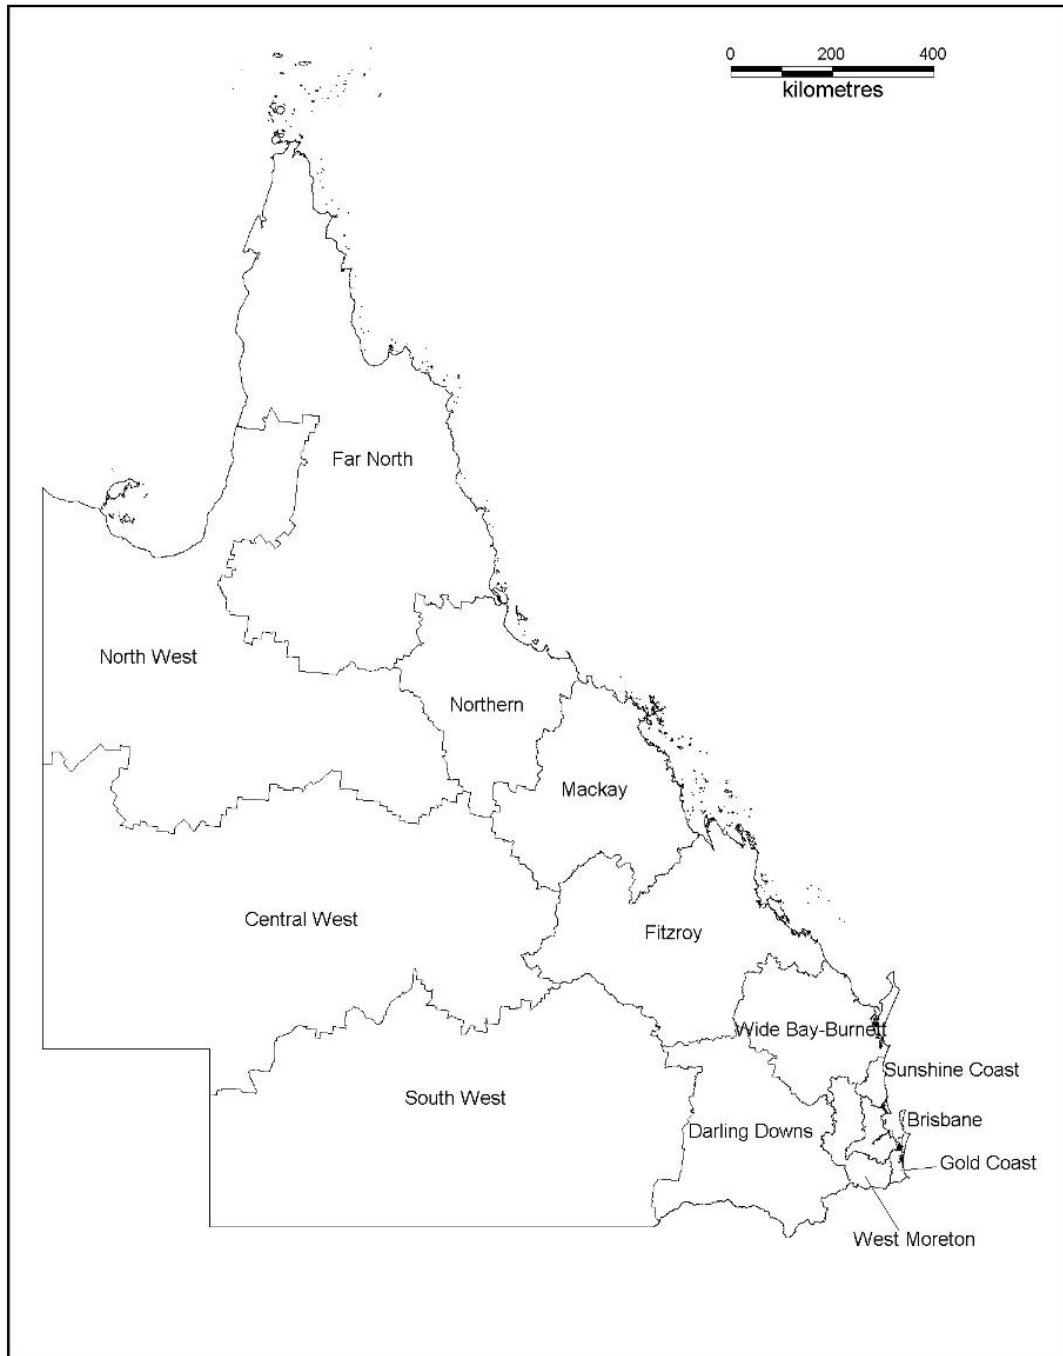 0 200 400
kilometres
Far North
North West
Northern
Mackay
Central West
Fitzroy
Wide Bay-Burnett
Sunshine Coast
South West
Brisbane
Darling Downs
Gold Coast
West Moreton